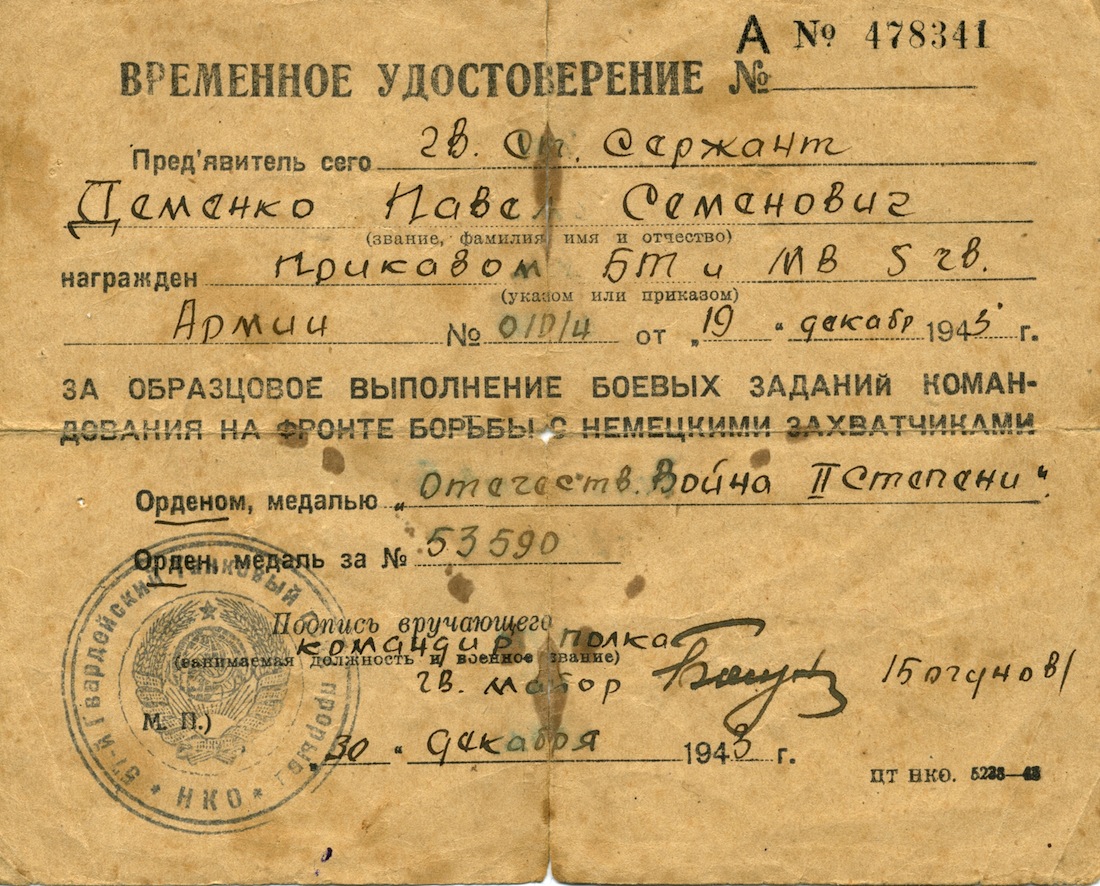 А № 478341
ВРЕМЕННОЕ УДОСТОВЕРЕНИЕ №
Пред'явитель сего гв. Ст. Сержант
Деменко Павел Семенович
(звание, фамилия, имя и отчество)
награжден приказом БТ и МВ 5 гв.
(указом или приказом)
Армии № 010/4 от „19 " декабр 1943 г.
ЗА ОБРАЗЦОВОЕ ВЫПОЛНЕНИЕ БОЕВЫХ ЗАДАНИЙ КОМАН-
ДОВАНИЯ НА ФРОНТЕ БОРЬБЫ С НЕМЕЦКИМИ ЗАХВАТЧИКАМИ
Орденом, медалью „Отечеств. Война II Степени".
Орден, медаль за № 53590
Подпись вручающего
командир полка
(занимаемая должность и военное звание)
гв. майор /Богунов/
М. П.)
„30 " декабря 1943 г.
ПТ НКО. 5238—43
57-й Гвардейский Танковый прорыва * НКО *